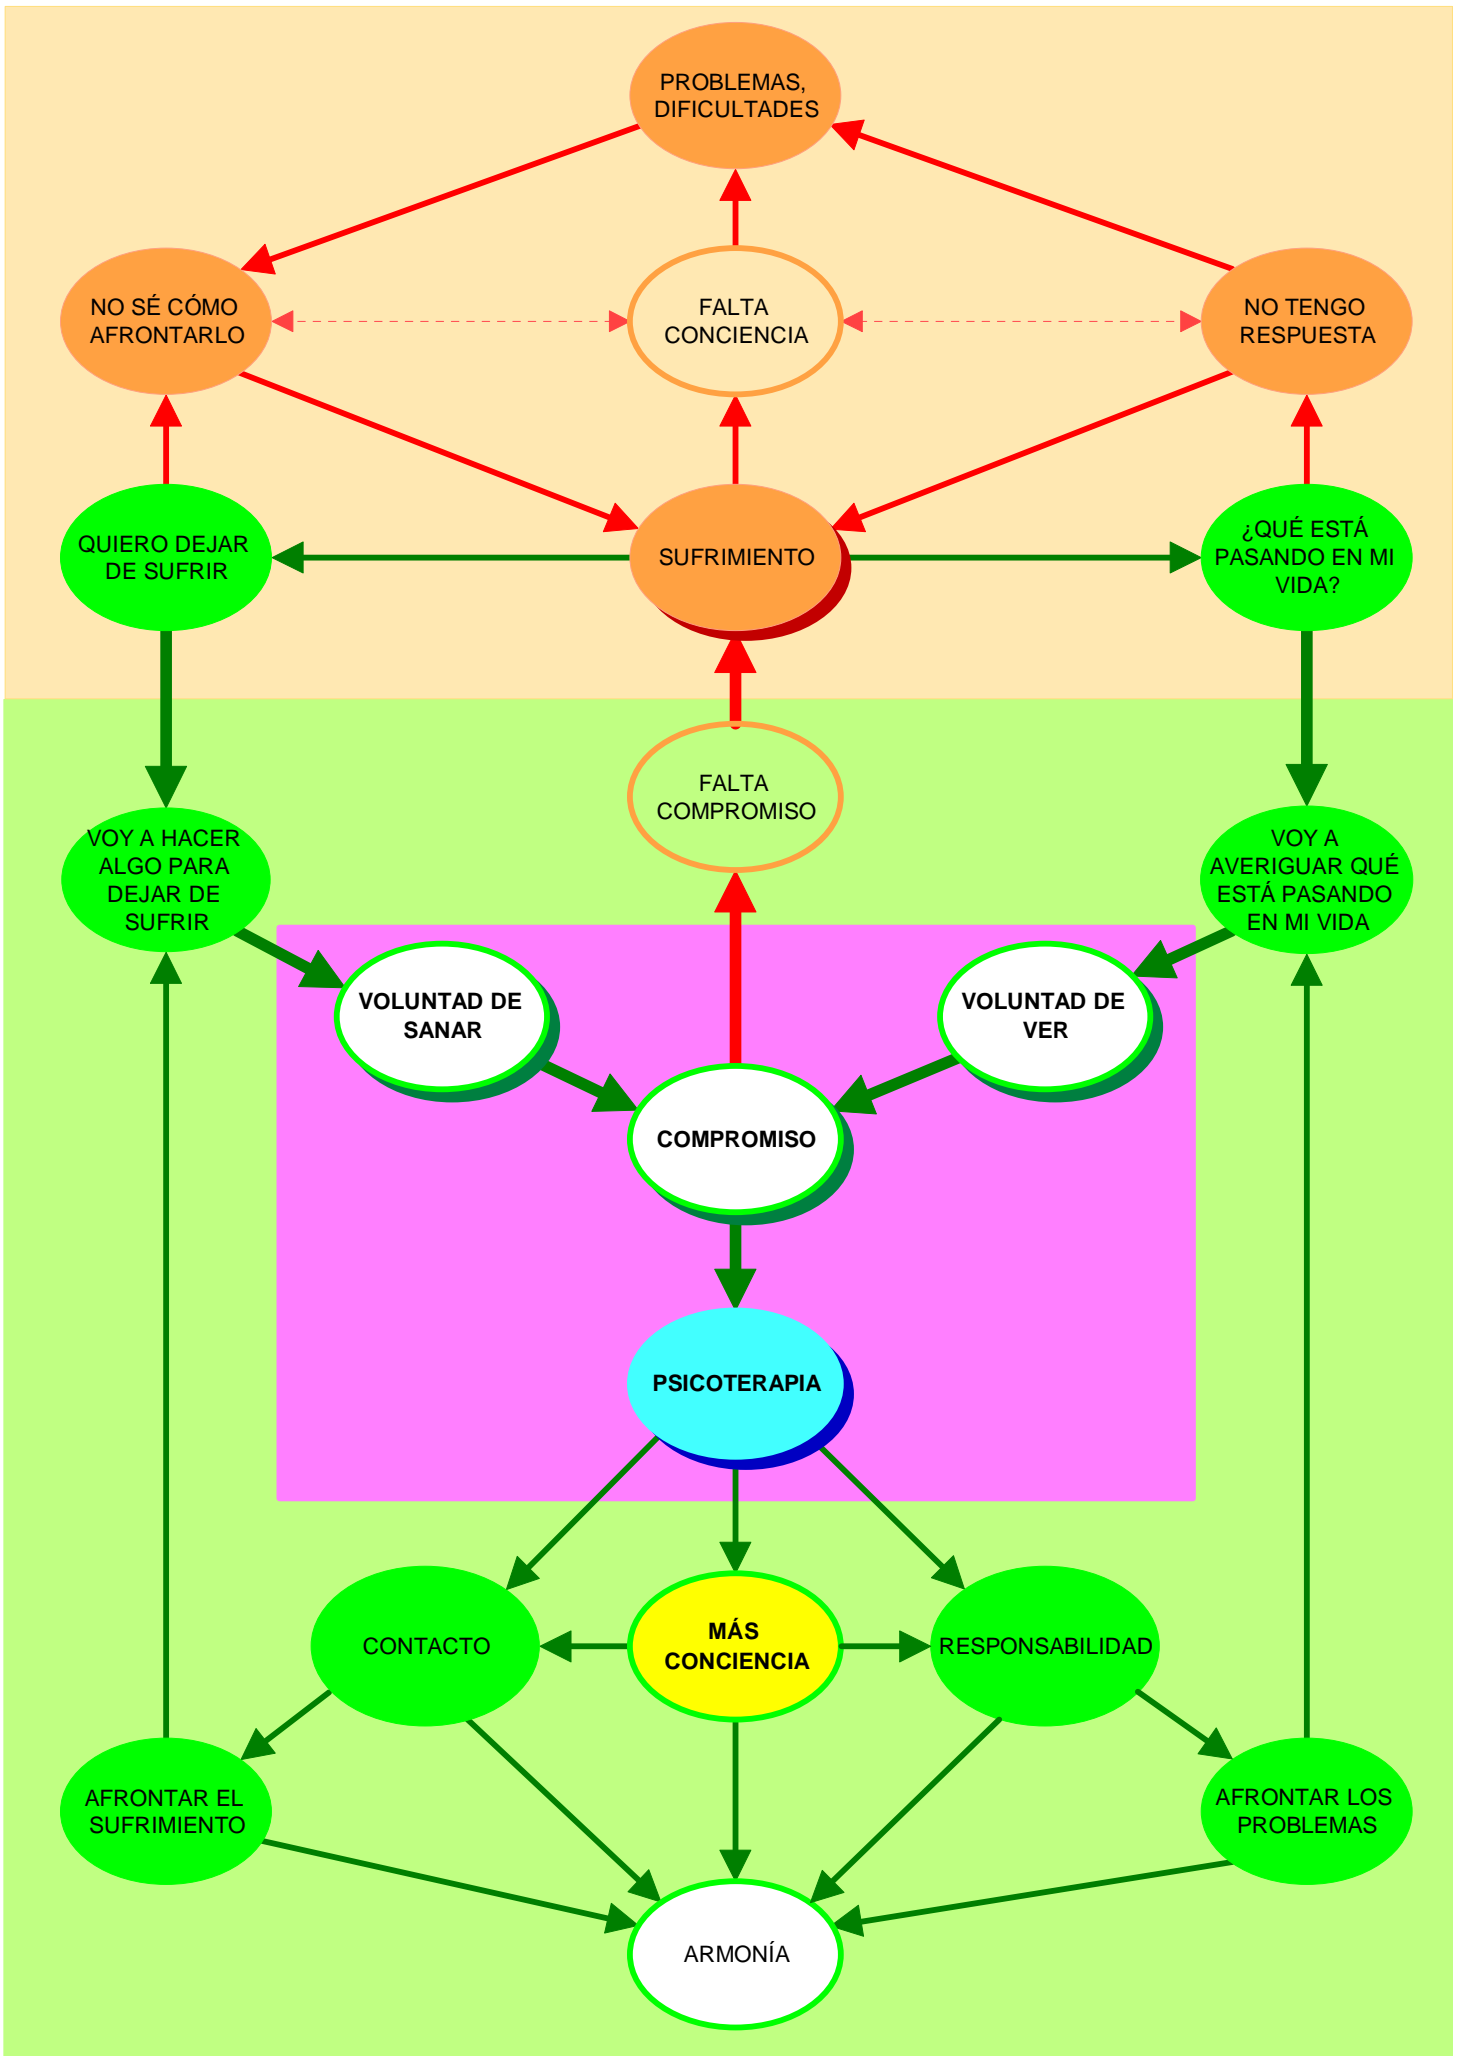 PROBLEMAS,
DIFICULTADES
NO SÉ CÓMO
AFRONTARLO
FALTA
CONCIENCIA
NO TENGO
RESPUESTA
QUIERO DEJAR
DE SUFRIR
SUFRIMIENTO
¿QUÉ ESTÁ
PASANDO EN MI
VIDA?
FALTA
COMPROMISO
VOY A HACER
ALGO PARA
DEJAR DE
SUFRIR
VOY A
AVERIGUAR QUÉ
ESTÁ PASANDO
EN MI VIDA
VOLUNTAD DE
SANAR
VOLUNTAD DE
VER
COMPROMISO
PSICOTERAPIA
CONTACTO
MÁS
CONCIENCIA
RESPONSABILIDAD
AFRONTAR EL
SUFRIMIENTO
AFRONTAR LOS
PROBLEMAS
ARMONÍA